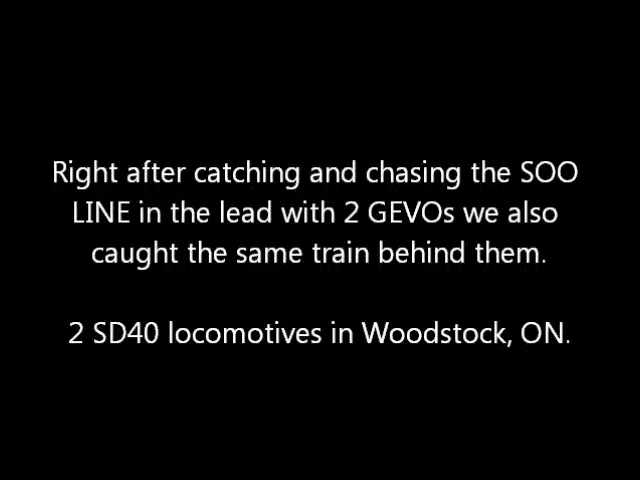 Right after catching and chasing the SOO
LINE in the lead with 2 GEVOs we also
caught the same train behind them.
2 SD40 locomotives in Woodstock, ON.